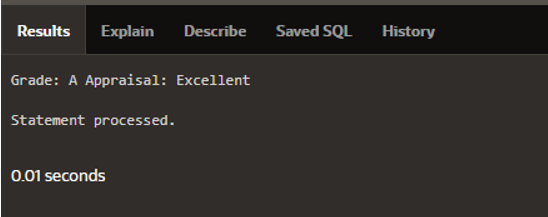 Results Explain Describe Saved SQL History
Grade: A Appraisal: Excellent
Statement processed.
0.01 seconds